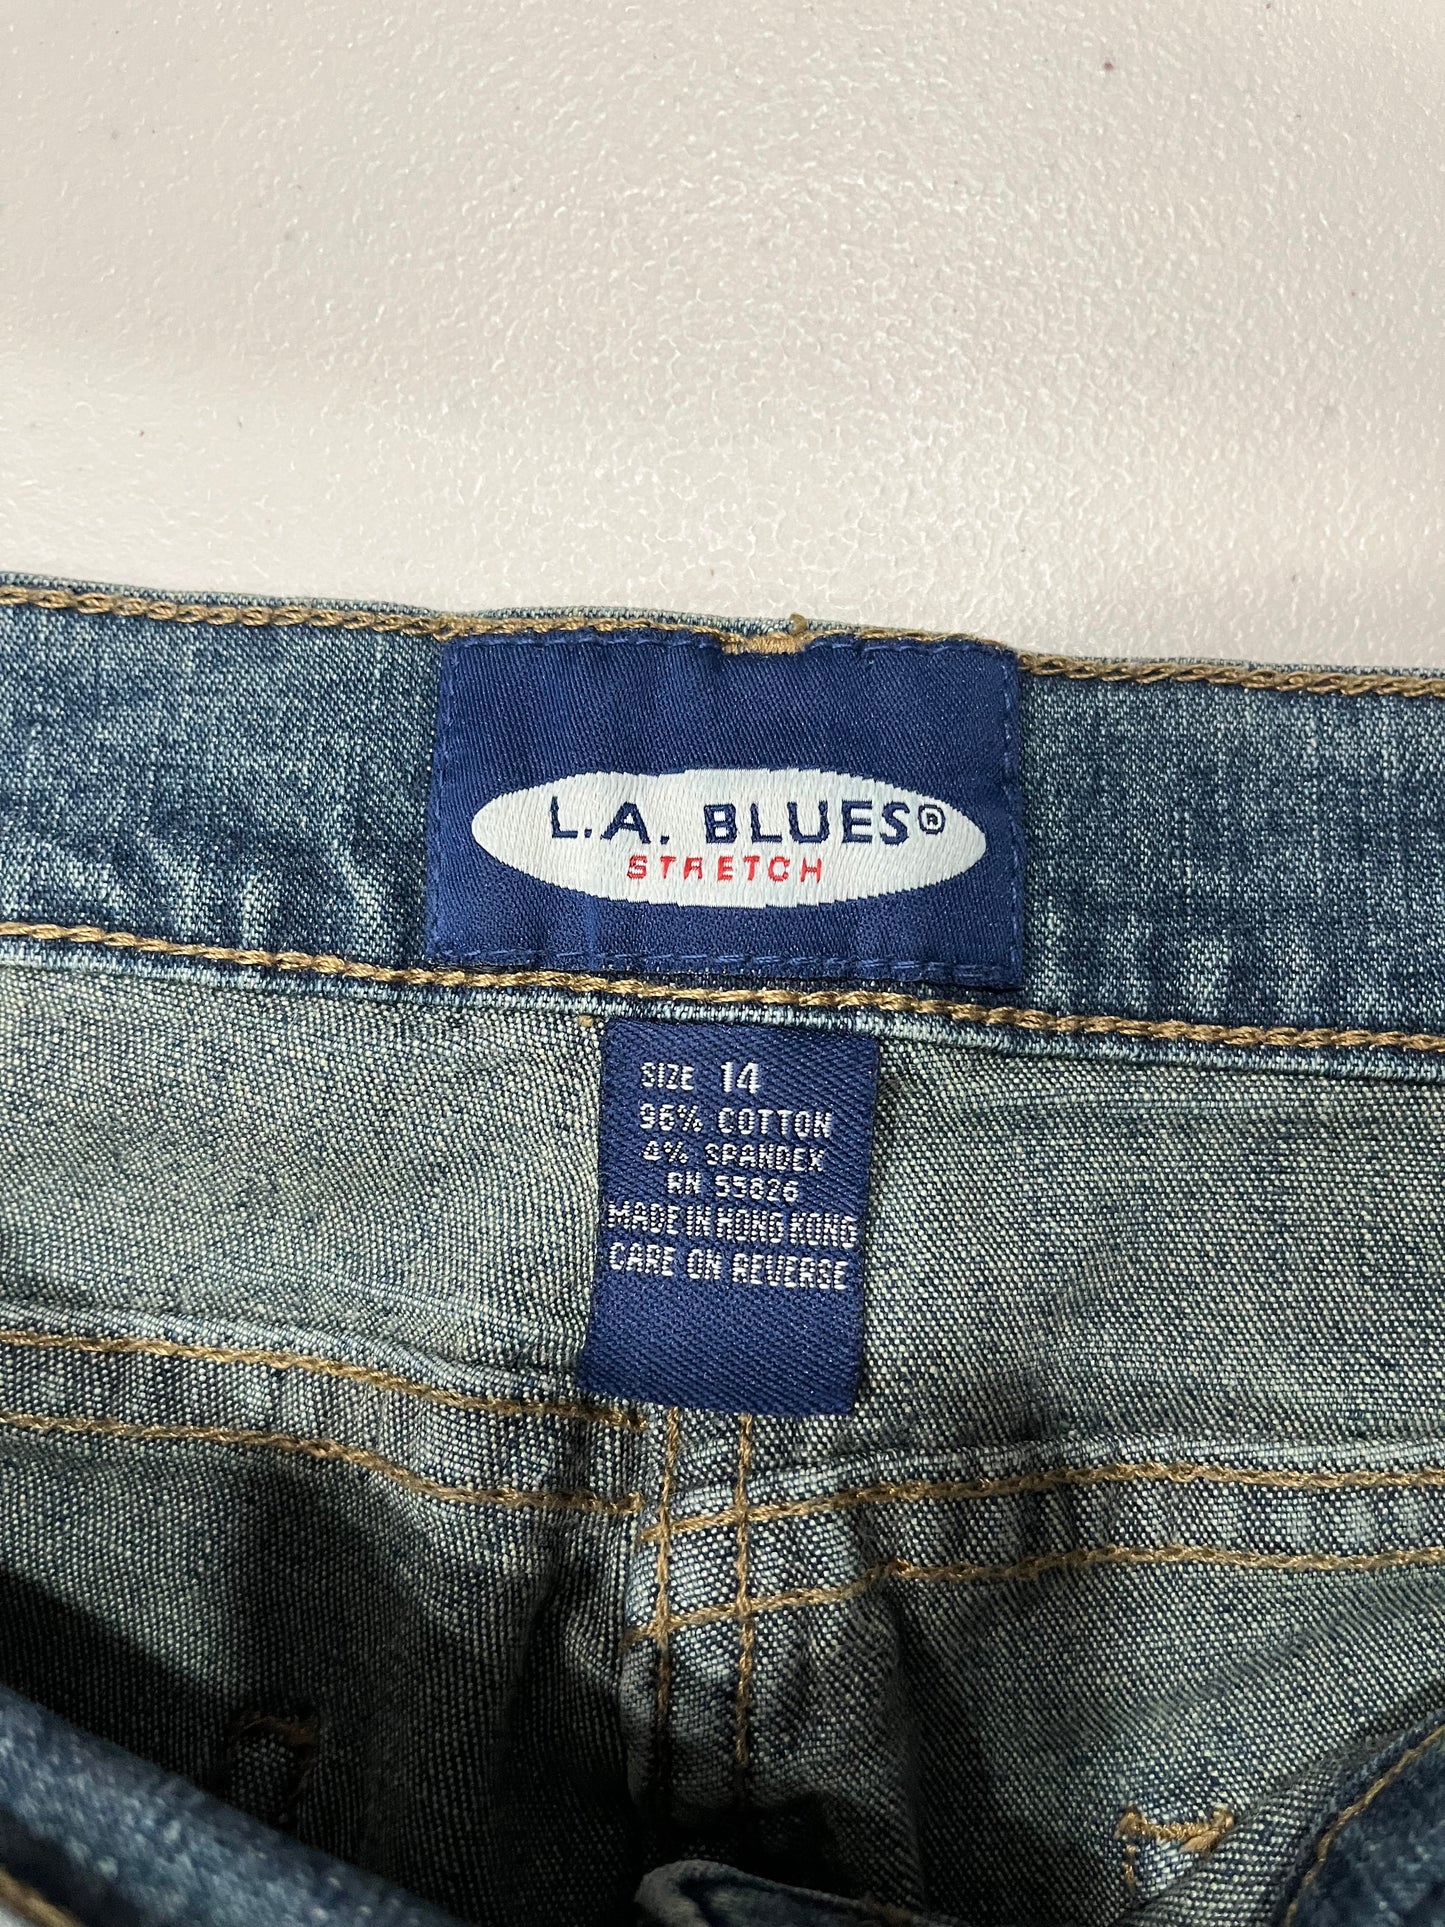 L.A. BLUES®
STRETCH
SIZE 14
96% COTTON
4% SPANDEX
RN 55826
MADE IN HONG KONG
CARE ON REVERSE